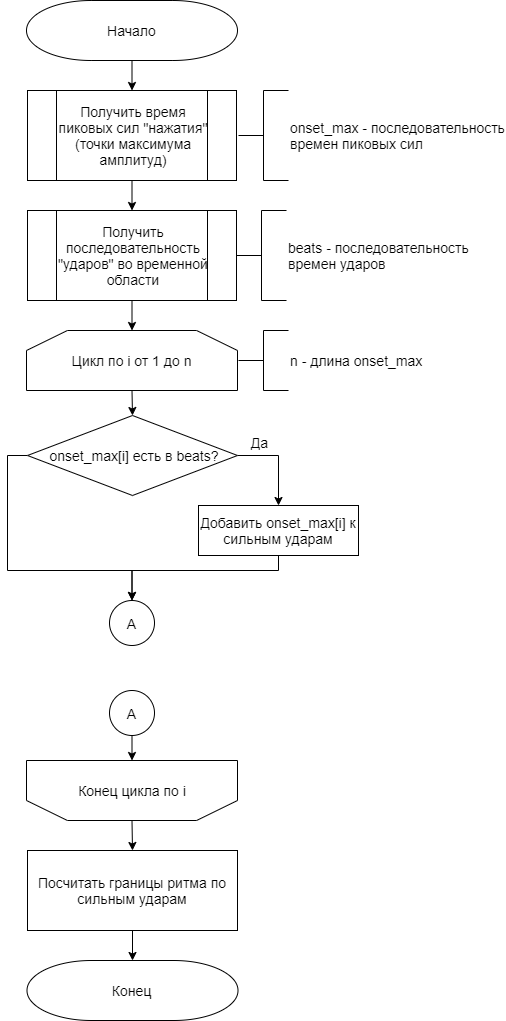 Начало
Получить время
пиковых сил "нажатия"
(точки максимума
амплитуд)
onset_max - последовательность
времен пиковых сил
Получить
последовательность
"ударов" во временной
области
beats - последовательность
времен ударов
Цикл по i от 1 до n
n - длина onset_max
onset_max[i] есть в beats?
Да
Добавить onset_max[i] к
сильным ударам
A
A
Конец цикла по i
Посчитать границы ритма по
сильным ударам
Конец